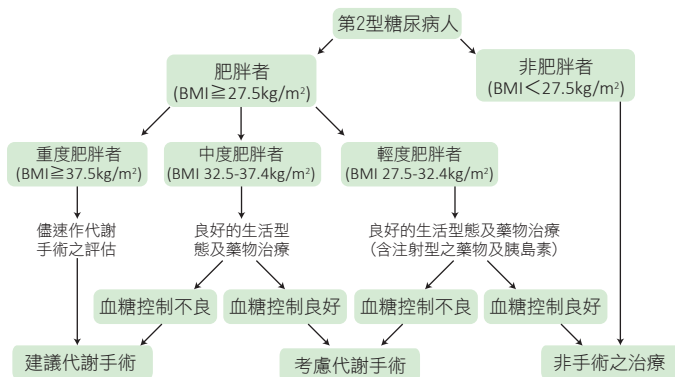 第2型糖尿病人
肥胖者
(BMI≧27.5kg/m²)
非肥胖者
(BMI＜27.5kg/m²)
重度肥胖者
(BMI≧37.5kg/m²)
中度肥胖者
(BMI 32.5-37.4kg/m²)
輕度肥胖者
(BMI 27.5-32.4kg/m²)
儘速作代謝
手術之評估
良好的生活型
態及藥物治療
良好的生活型態及藥物治療
（含注射型之藥物及胰島素）
血糖控制不良
血糖控制良好
血糖控制不良
血糖控制良好
建議代謝手術
考慮代謝手術
非手術之治療